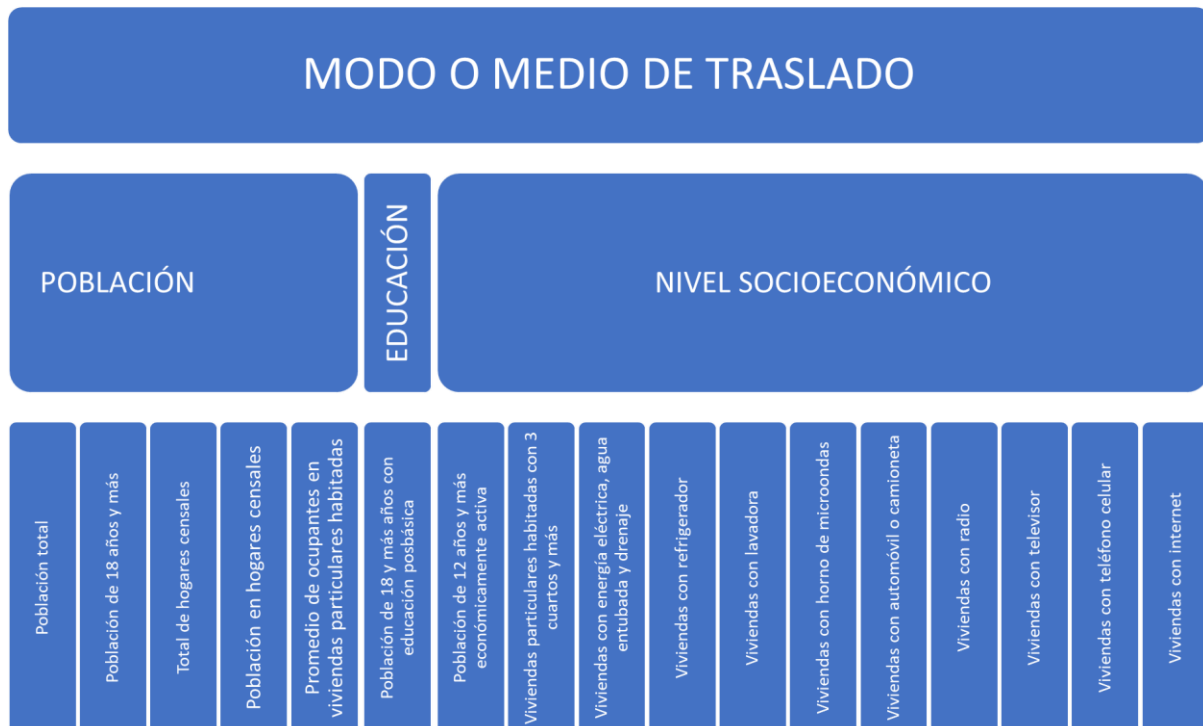 MODO O MEDIO DE TRASLADO
POBLACIÓN
EDUCACIÓN
NIVEL SOCIOECONÓMICO
Población total
Población de 18 años y más
Total de hogares censales
Población en hogares censales
Promedio de ocupantes en
viviendas particulares habitadas
Población de 18 y más años con
educación posbásica
Población de 12 años y más
económicamente activa
Viviendas particulares habitadas con 3
cuartos y más
Viviendas con energía eléctrica, agua
entubada y drenaje
Viviendas con refrigerador
Viviendas con lavadora
Viviendas con horno de microondas
Viviendas con automóvil o camioneta
Viviendas con radio
Viviendas con televisor
Viviendas con teléfono celular
Viviendas con internet